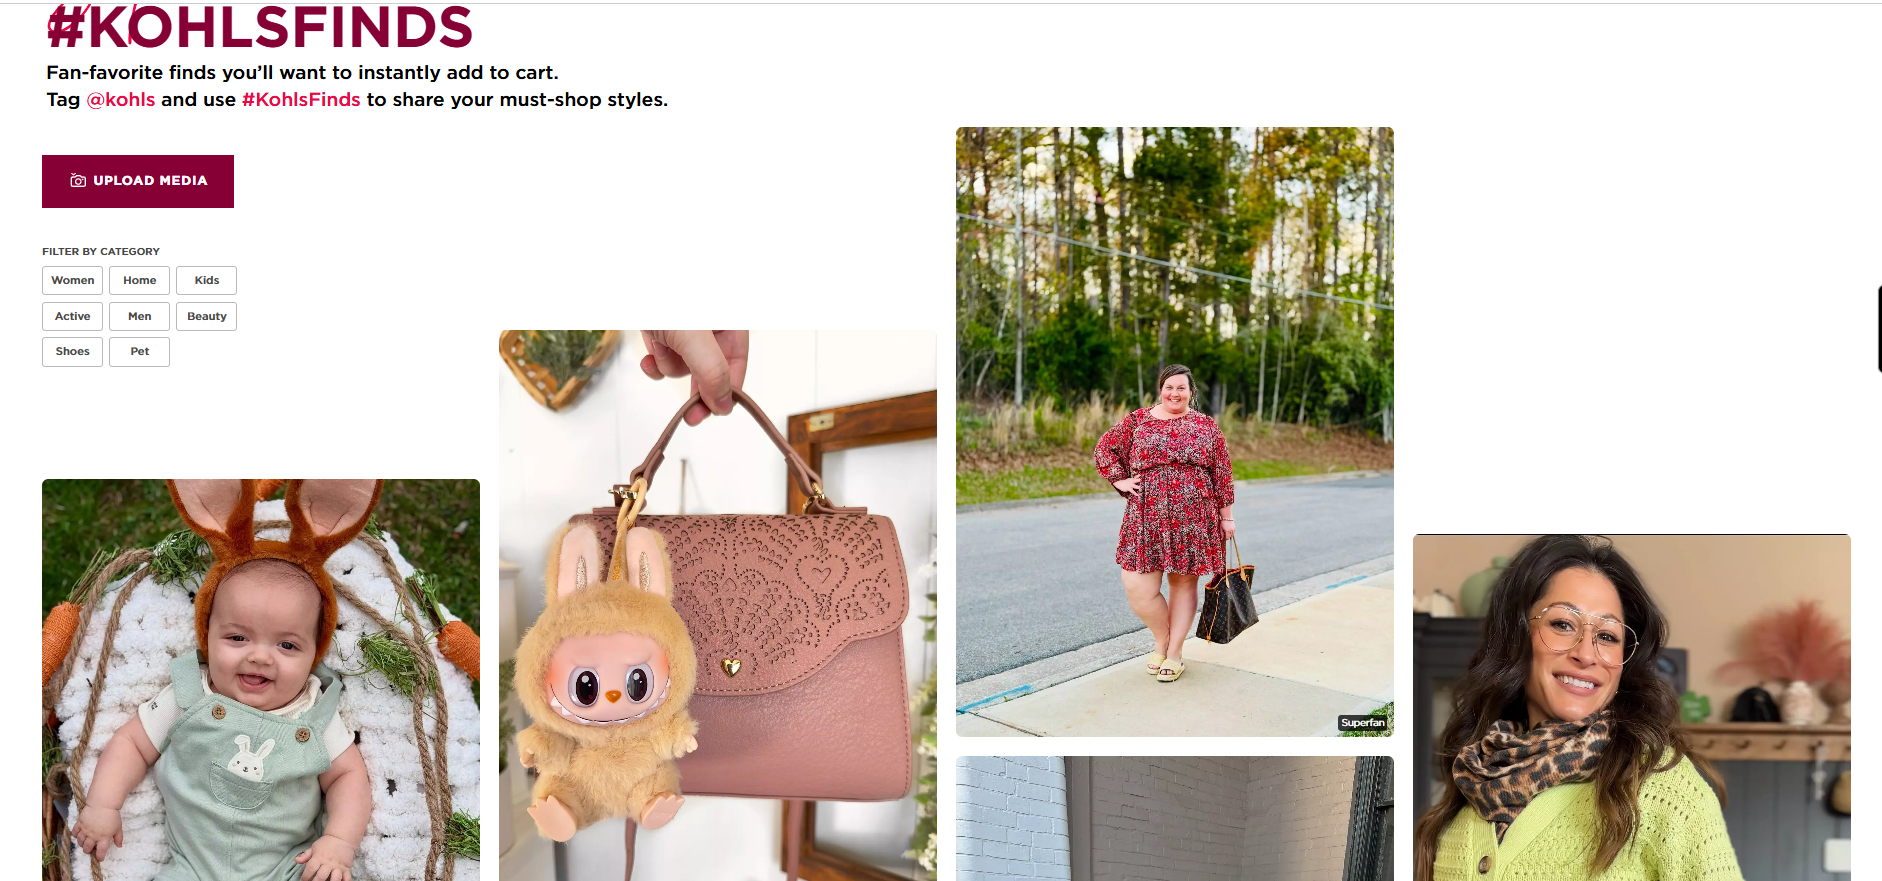 #KOHLSFINDS
Fan-favorite finds you’ll want to instantly add to cart.
Tag @kohls and use #KohlsFinds to share your must-shop styles.
UPLOAD MEDIA
FILTER BY CATEGORY
Women Home Kids
Active Men Beauty
Shoes Pet
Superfan